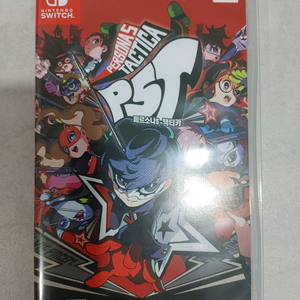 NINTENDO
SWITCH
PERSONA5
TACTICA
P5T
페르소나5 택티카